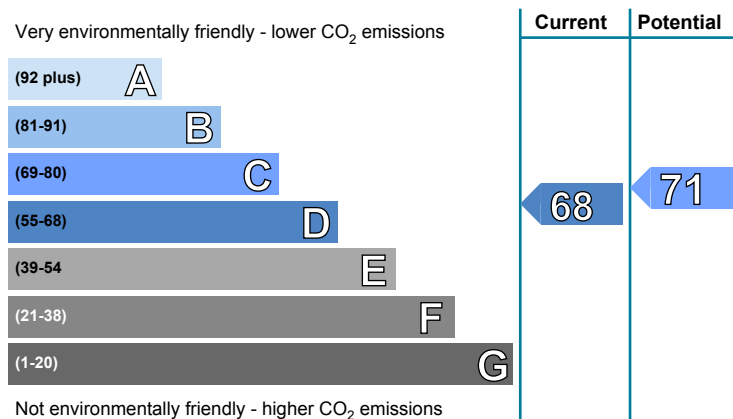 Very environmentally friendly - lower CO₂ emissions
Current
Potential
(92 plus) A
(81-91) B
(69-80) C
(55-68) D
(39-54 E
(21-38) F
(1-20) G
68
71
Not environmentally friendly - higher CO₂ emissions